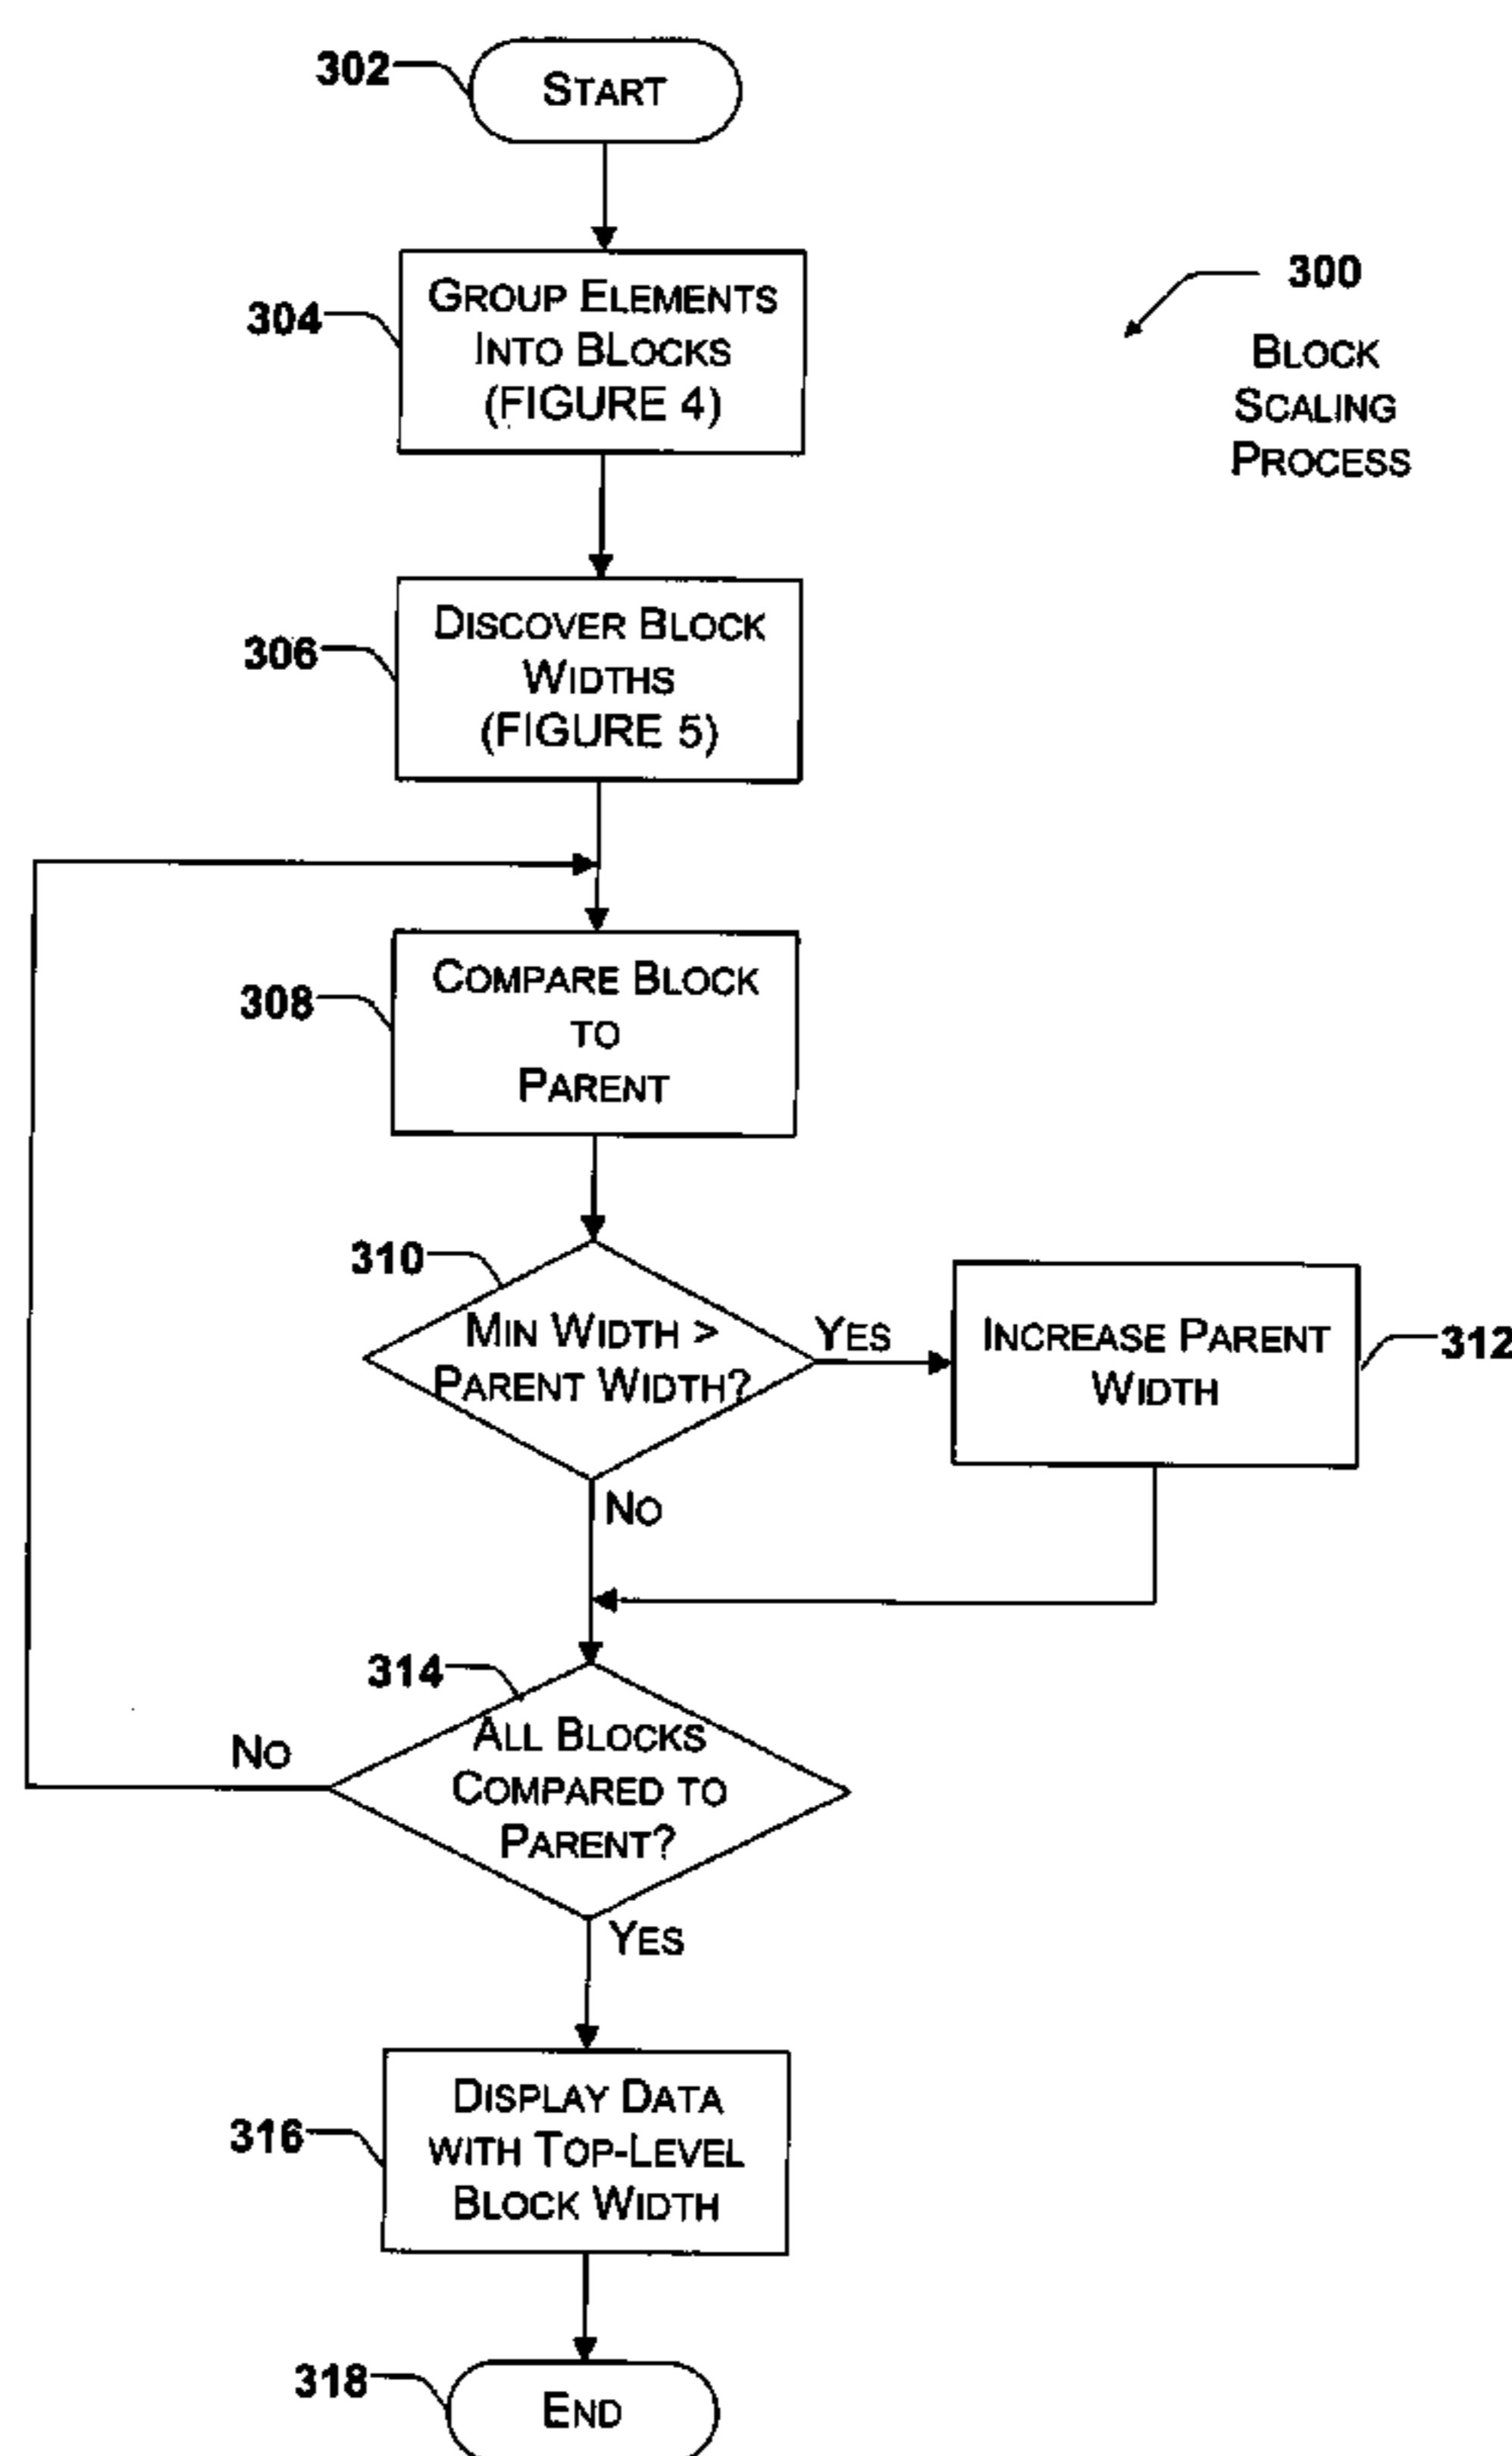 302
START
304
GROUP ELEMENTS
INTO BLOCKS
(FIGURE 4)
300
BLOCK
SCALING
PROCESS
306
DISCOVER BLOCK
WIDTHS
(FIGURE 5)
308
COMPARE BLOCK
TO
PARENT
310
MIN WIDTH >
PARENT WIDTH?
YES
INCREASE PARENT
WIDTH
312
NO
314
ALL BLOCKS
COMPARED TO
PARENT?
NO
YES
316
DISPLAY DATA
WITH TOP-LEVEL
BLOCK WIDTH
318
END